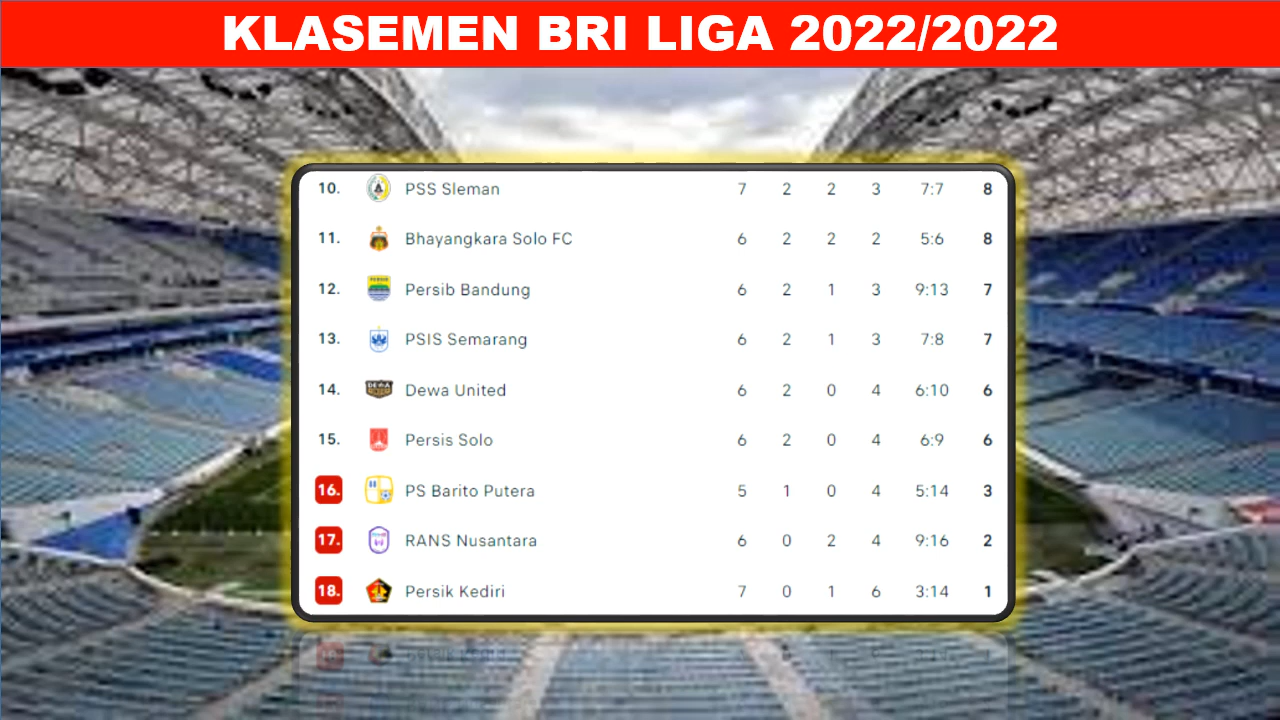 KLASEMEN BRI LIGA 2022/2022
10. PSS Sleman 7 2 2 3 7:7 8
11. Bhayangkara Solo FC 6 2 2 2 5:6 8
12. Persib Bandung 6 2 1 3 9:13 7
13. PSIS Semarang 6 2 1 3 7:8 7
14. Dewa United 6 2 0 4 6:10 6
15. Persis Solo 6 2 0 4 6:9 6
16. PS Barito Putera 5 1 0 4 5:14 3
17. RANS Nusantara 6 0 2 4 9:16 2
18. Persik Kediri 7 0 1 6 3:14 1